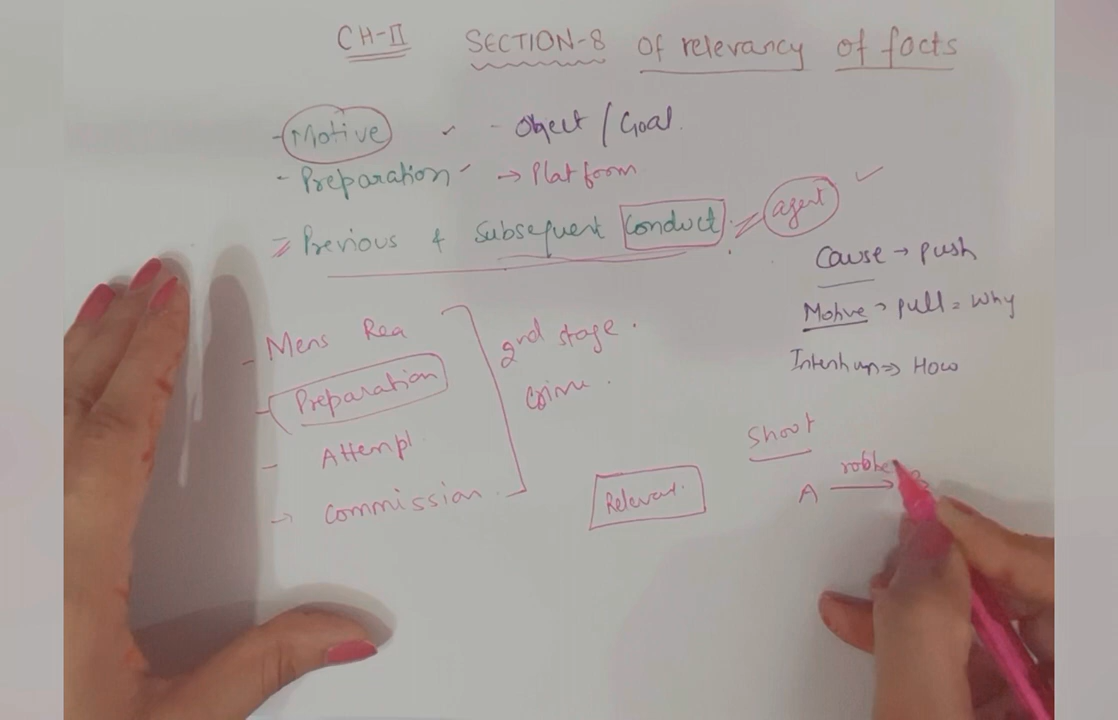 CH-II SECTION-8 Of relevancy of facts
- Motive ✓ - Object / Goal.
- Preparation → Platform
Previous & Subsequent Conduct. agent ✓
Cause → push
Motive → pull = Why
Intention => How
- Mens Rea
- Preparation
- Attempt
→ Commission
2nd stage.
Crime.
Relevant.
Shoot
robbe
A →